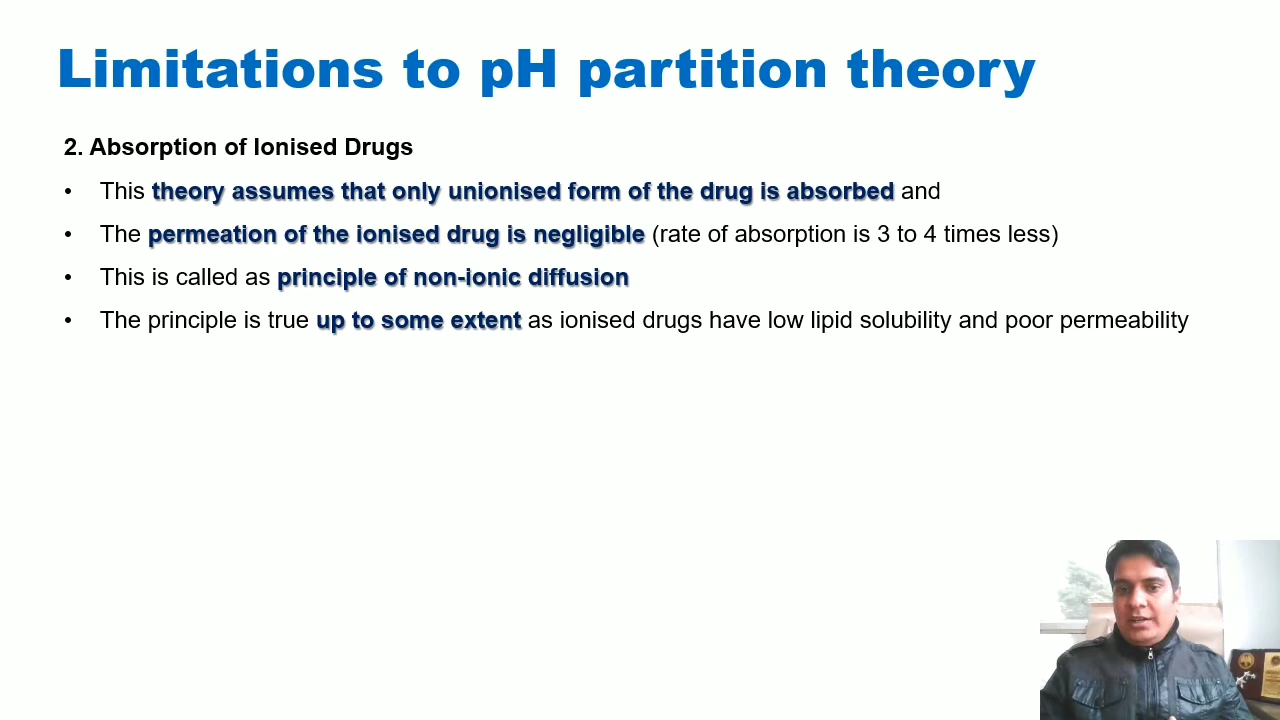 Limitations to pH partition theory
2. Absorption of Ionised Drugs
• This theory assumes that only unionised form of the drug is absorbed and
• The permeation of the ionised drug is negligible (rate of absorption is 3 to 4 times less)
• This is called as principle of non-ionic diffusion
• The principle is true up to some extent as ionised drugs have low lipid solubility and poor permeability